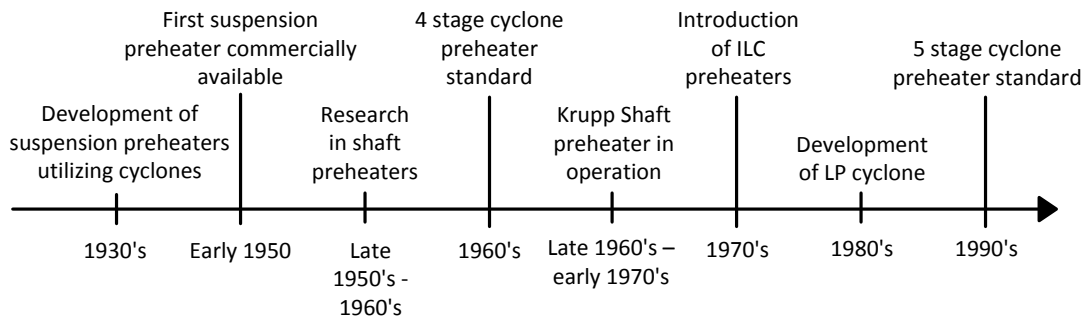 First suspension
preheater commercially
available
4 stage cyclone
preheater
standard
Introduction
of ILC
preheaters
5 stage cyclone
preheater standard
Development of
suspension preheaters
utilizing cyclones
Research
in shaft
preheaters
Krupp Shaft
preheater in
operation
Development
of LP cyclone
1930's
Early 1950
Late
1950's -
1960's
1960's
Late 1960's –
early 1970's
1970's
1980's
1990's